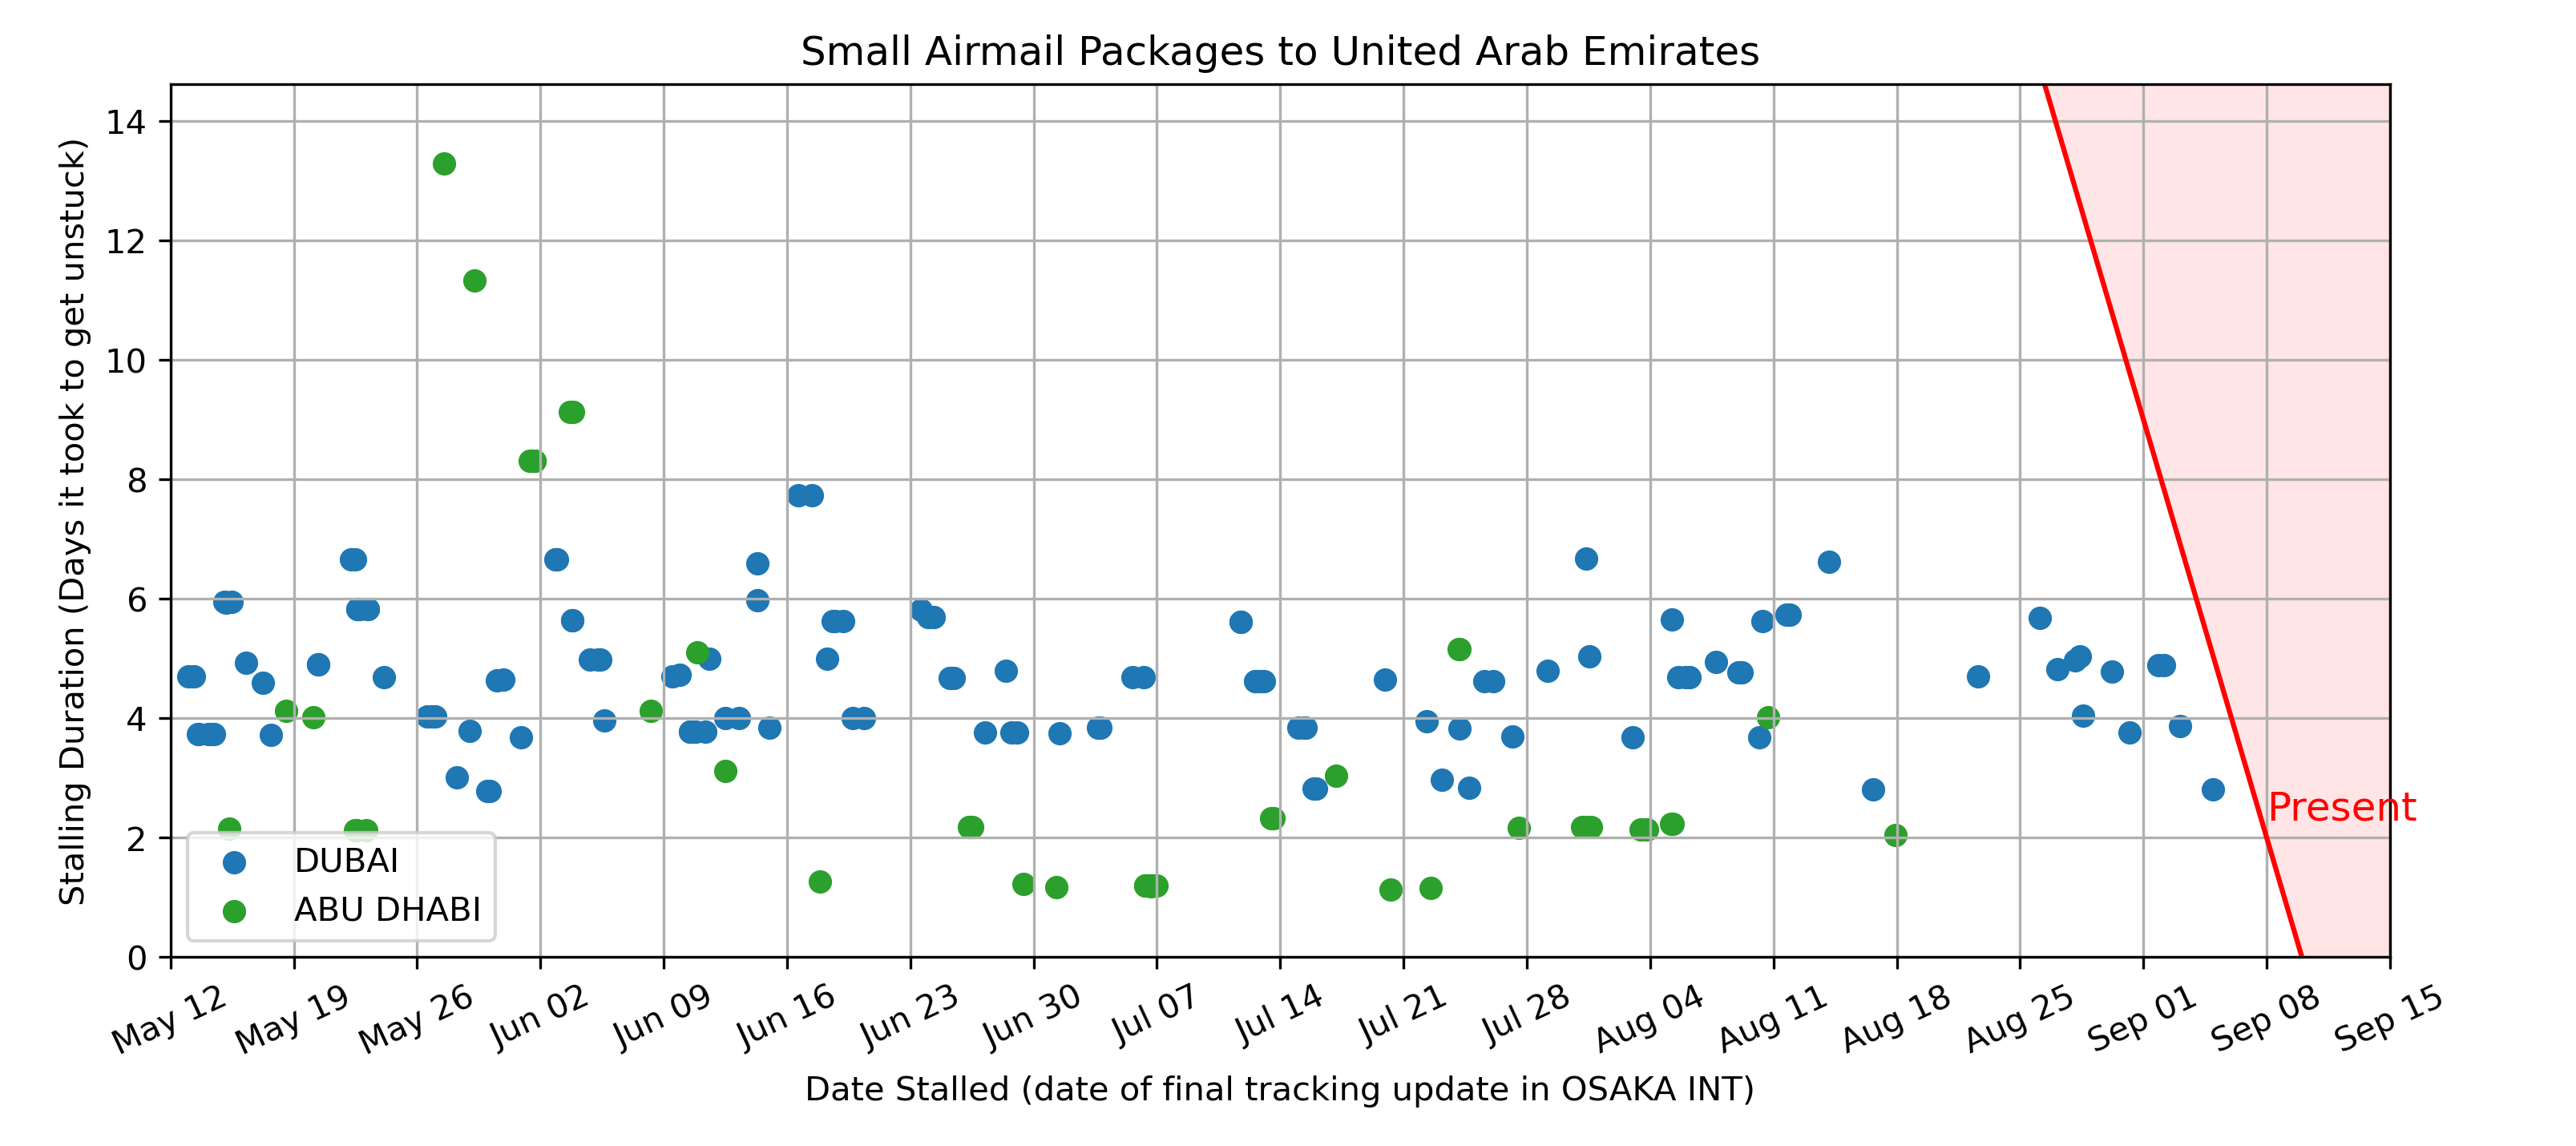 Small Airmail Packages to United Arab Emirates
Stalling Duration (Days it took to get unstuck)
14
12
10
8
6
4
2
0
Present
DUBAI
ABU DHABI
May 12
May 19
May 26
Jun 02
Jun 09
Jun 16
Jun 23
Jun 30
Jul 07
Jul 14
Jul 21
Jul 28
Aug 04
Aug 11
Aug 18
Aug 25
Sep 01
Sep 08
Sep 15
Date Stalled (date of final tracking update in OSAKA INT)